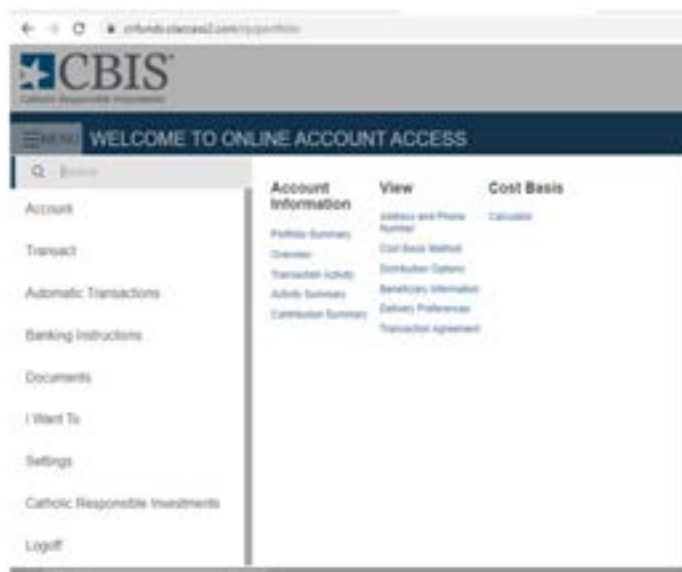 CBIS
Catholic Responsible Investments
MENU WELCOME TO ONLINE ACCOUNT ACCESS
Search
Account
Transact
Automatic Transactions
Banking Instructions
Documents
I Want To
Settings
Catholic Responsible Investments
Logoff
Account
Information
Portfolio Summary
Overview
Transaction Activity
Activity Summary
Contribution Summary
View
Address and Phone
Number
Cost Basis Method
Distribution Options
Beneficiary Information
Delivery Preferences
Transaction Agreement
Cost Basis
Calculator